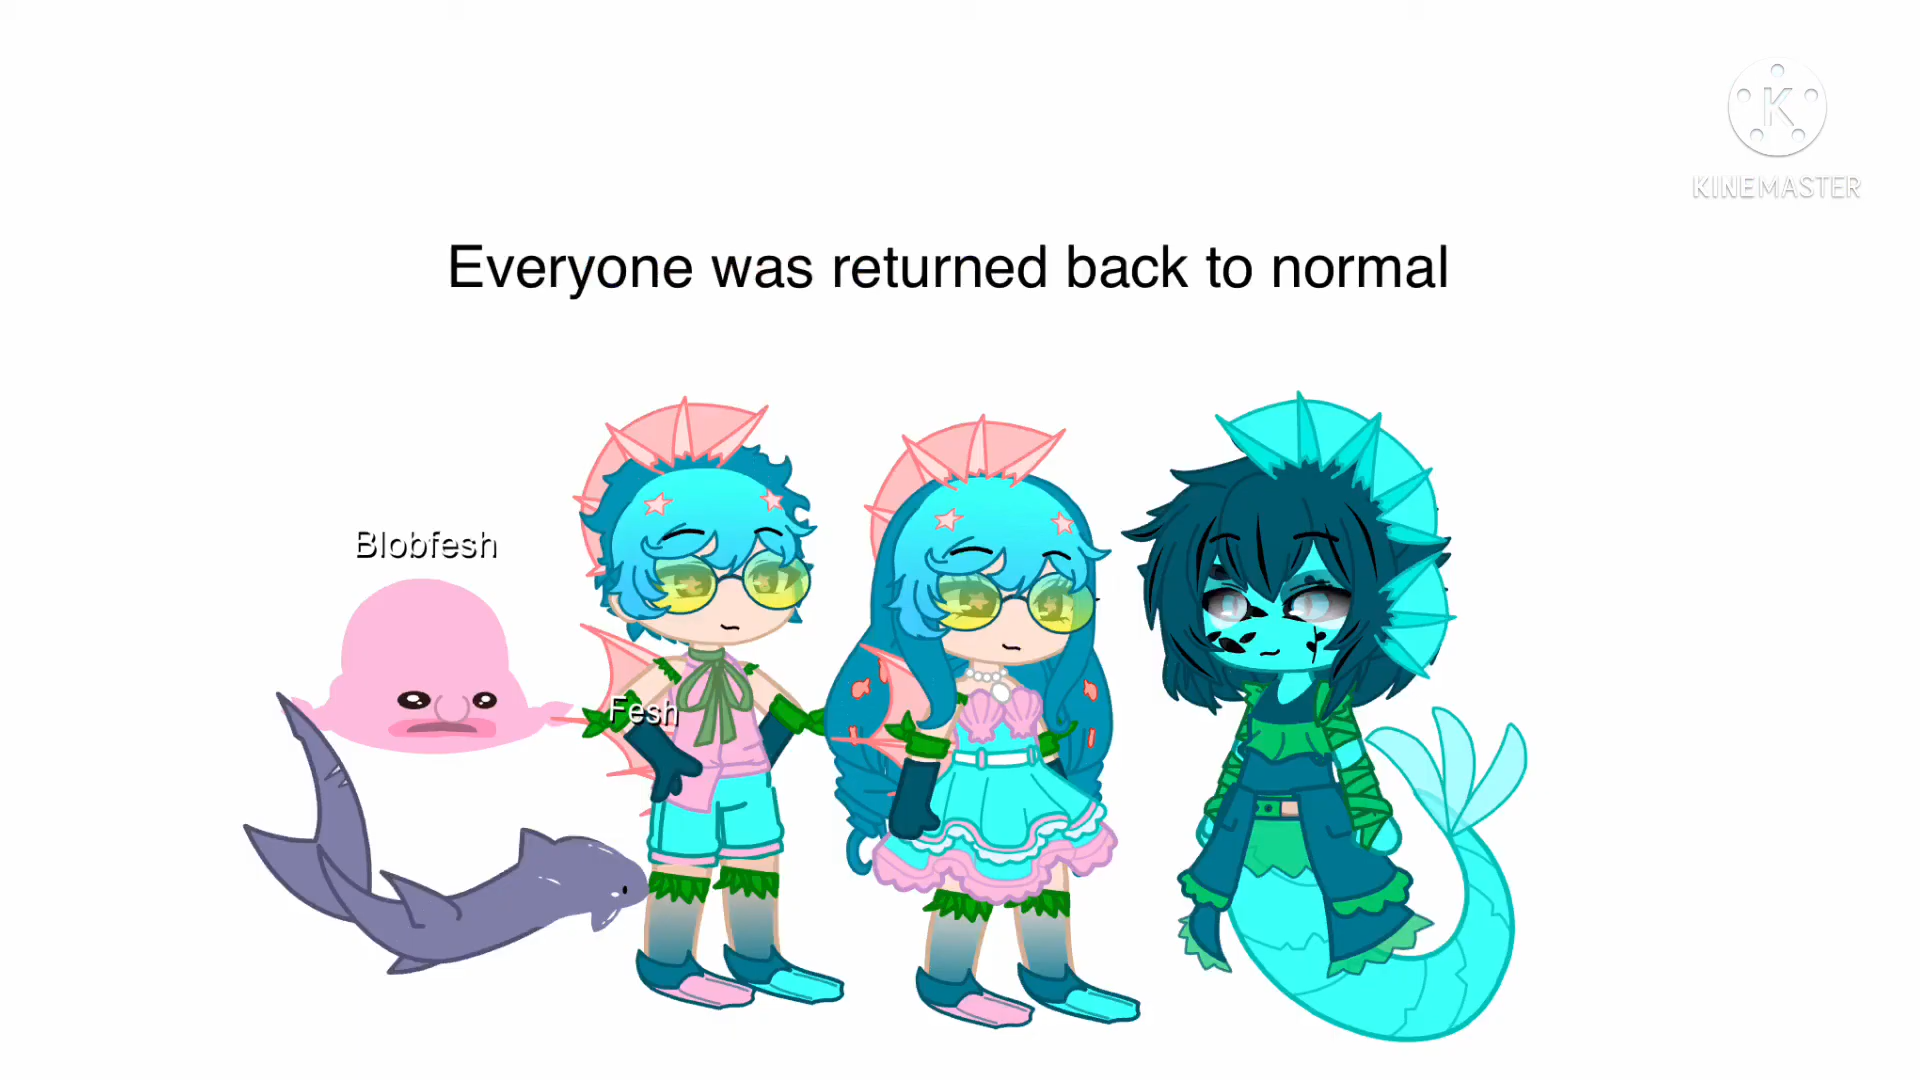 K
KINEMASTER
Everyone was returned back to normal
Blobfesh
Fesh